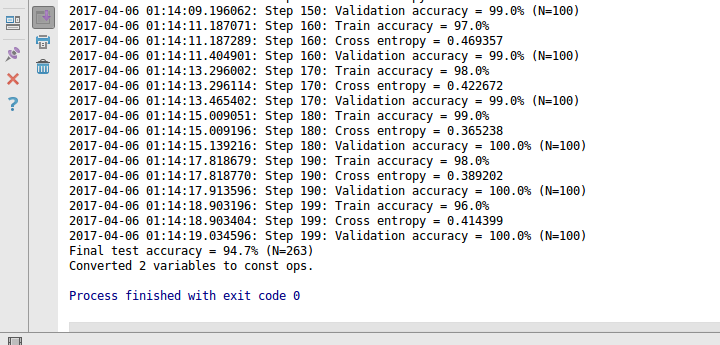 2017-04-06 01:14:09.196062: Step 150: Validation accuracy = 99.0% (N=100)
2017-04-06 01:14:11.187071: Step 160: Train accuracy = 97.0%
2017-04-06 01:14:11.187289: Step 160: Cross entropy = 0.469357
2017-04-06 01:14:11.404901: Step 160: Validation accuracy = 99.0% (N=100)
2017-04-06 01:14:13.296002: Step 170: Train accuracy = 98.0%
2017-04-06 01:14:13.296114: Step 170: Cross entropy = 0.422672
2017-04-06 01:14:13.465402: Step 170: Validation accuracy = 99.0% (N=100)
2017-04-06 01:14:15.009051: Step 180: Train accuracy = 99.0%
2017-04-06 01:14:15.009196: Step 180: Cross entropy = 0.365238
2017-04-06 01:14:15.139216: Step 180: Validation accuracy = 100.0% (N=100)
2017-04-06 01:14:17.818679: Step 190: Train accuracy = 98.0%
2017-04-06 01:14:17.818770: Step 190: Cross entropy = 0.389202
2017-04-06 01:14:17.913596: Step 190: Validation accuracy = 100.0% (N=100)
2017-04-06 01:14:18.903196: Step 199: Train accuracy = 96.0%
2017-04-06 01:14:18.903404: Step 199: Cross entropy = 0.414399
2017-04-06 01:14:19.034596: Step 199: Validation accuracy = 100.0% (N=100)
Final test accuracy = 94.7% (N=263)
Converted 2 variables to const ops.
Process finished with exit code 0